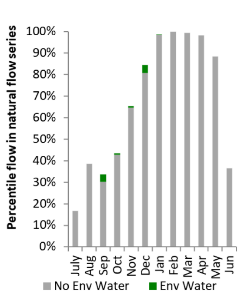 Percentile flow in natural flow series
100%
90%
80%
70%
60%
50%
40%
30%
20%
10%
0%
July
Aug
Sep
Oct
Nov
Dec
Jan
Feb
Mar
Apr
May
Jun
No Env Water
Env Water